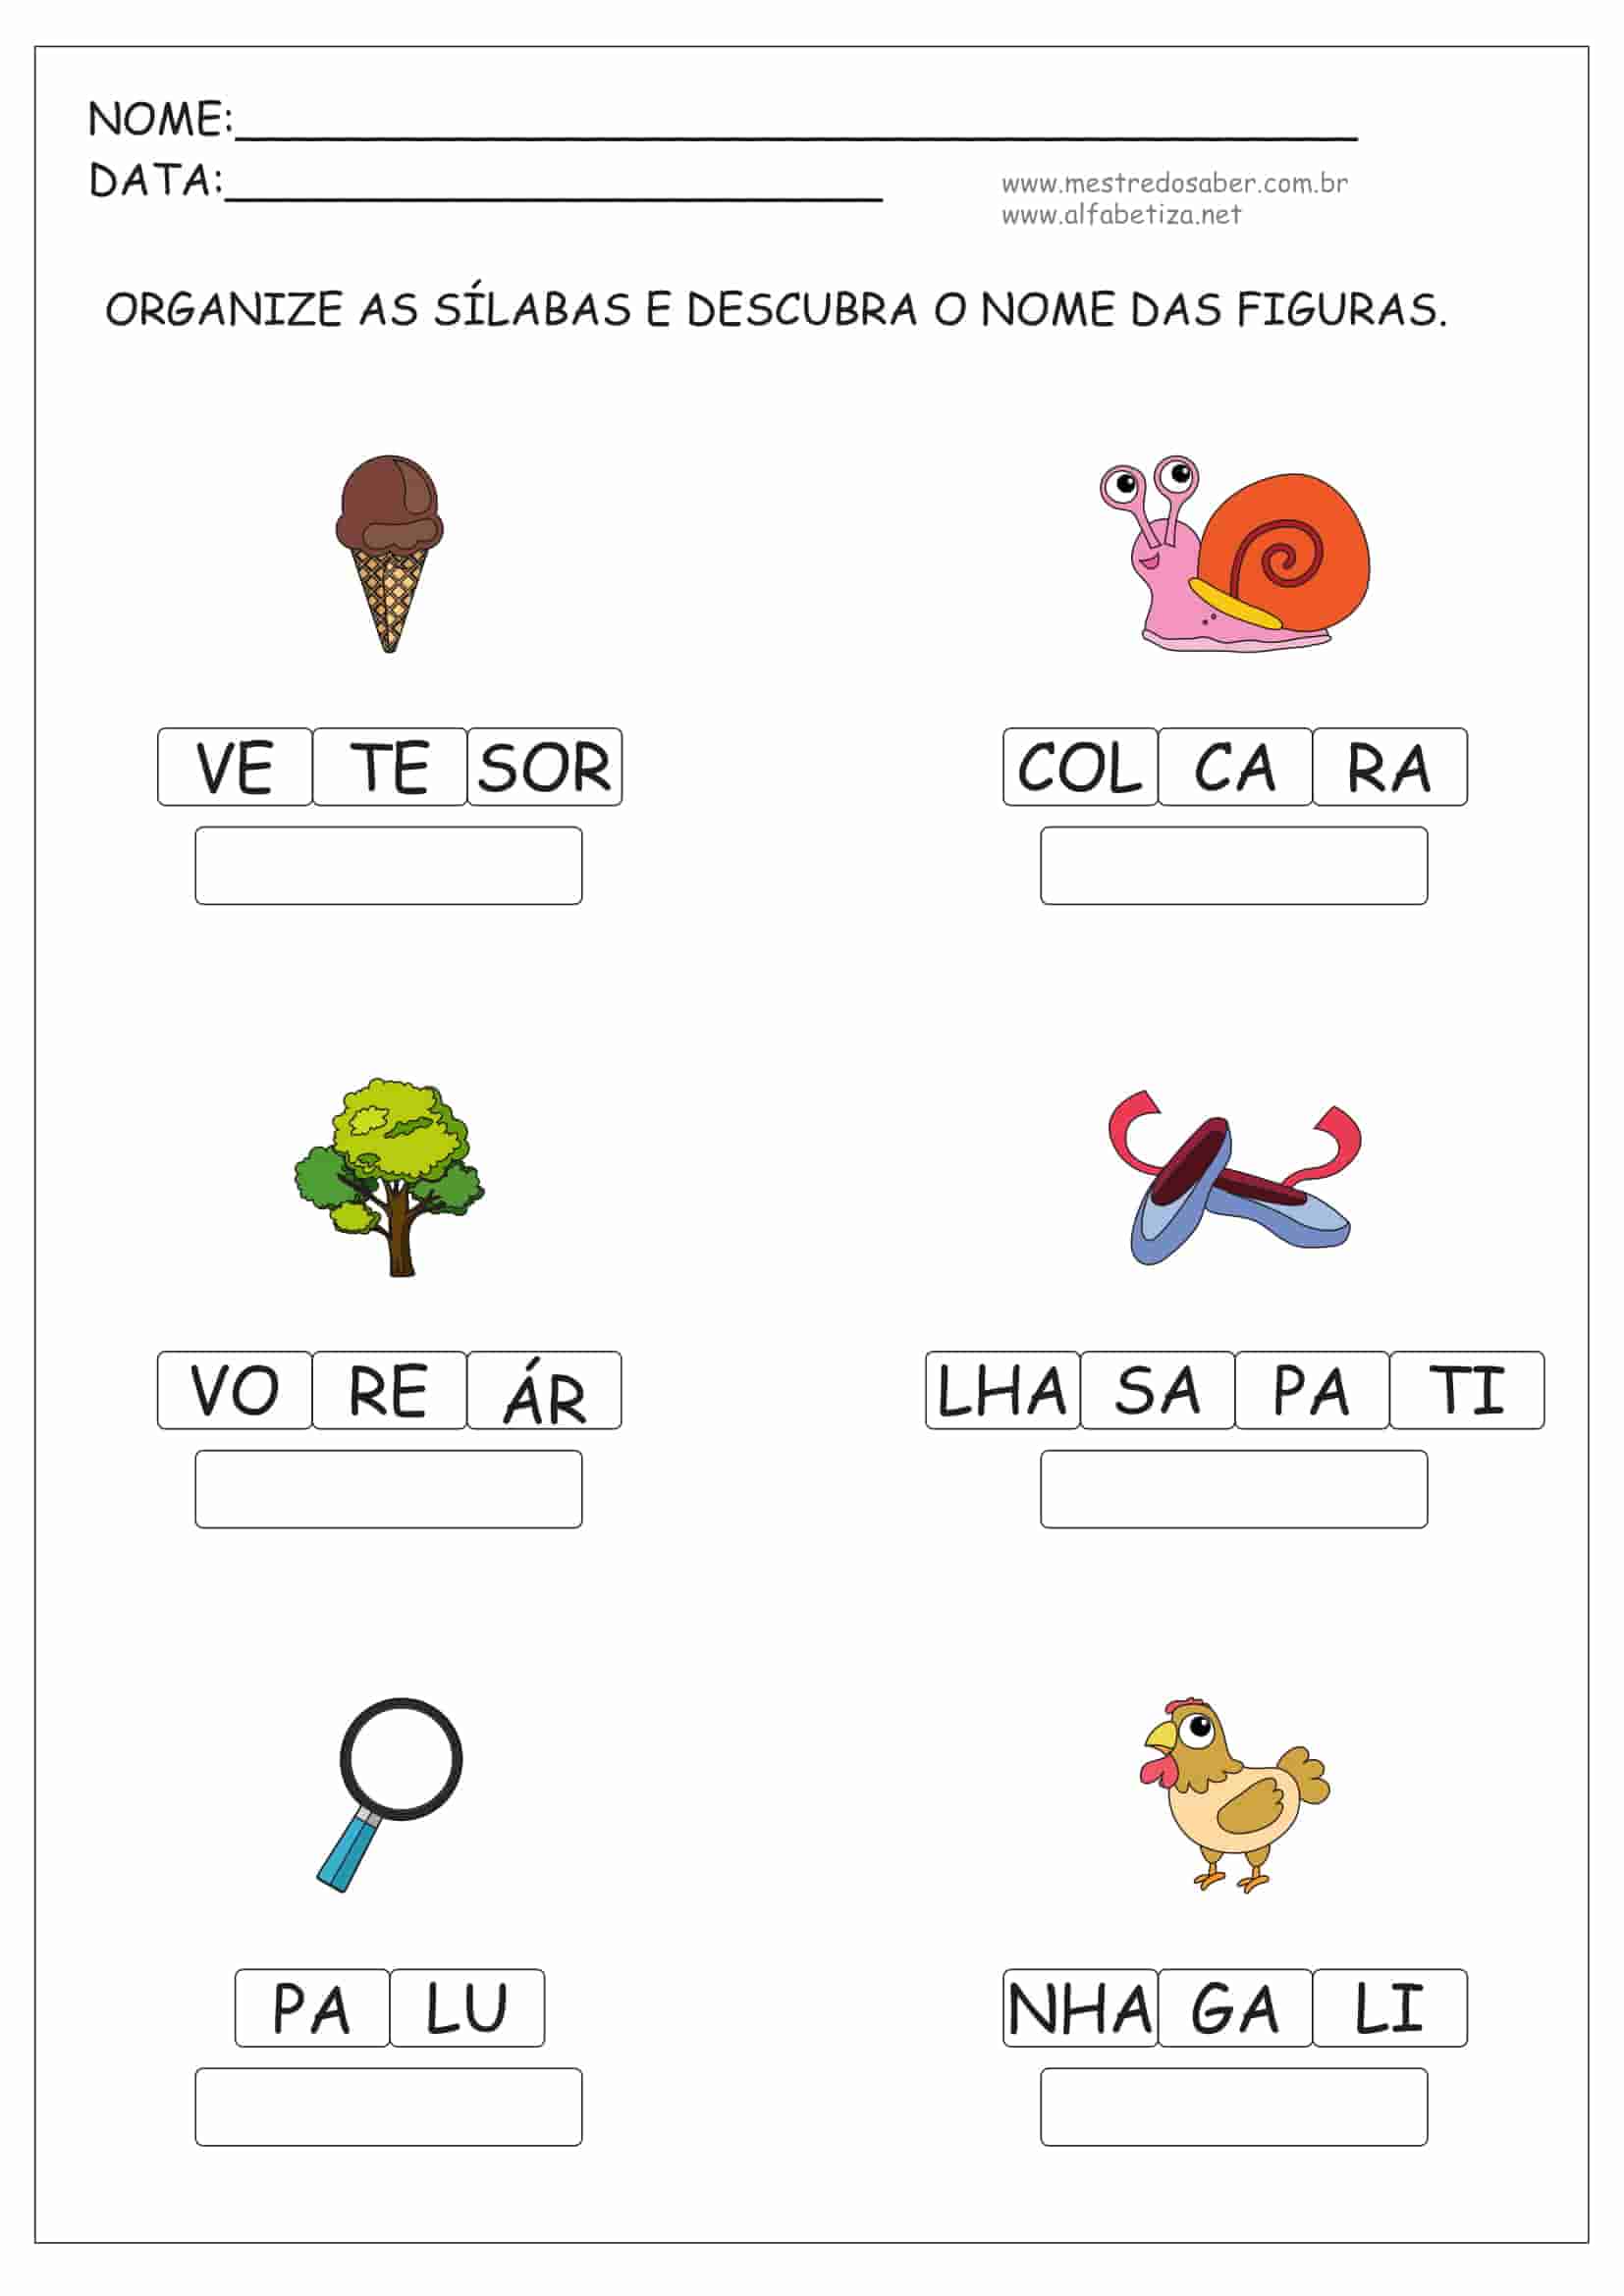 NOME:
DATA:
www.mestredosaber.com.br
www.alfabetiza.net
ORGANIZE AS SÍLABAS E DESCUBRA O NOME DAS FIGURAS.
VE TE SOR
COL CA RA
VO RE ÁR
LHA SA PA TI
PA LU
NHA GA LI